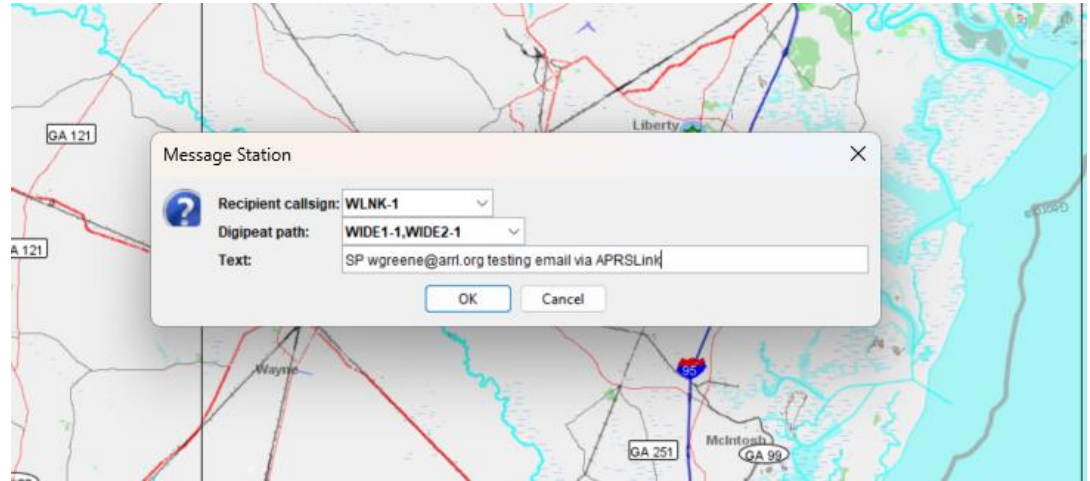 Liberty
GA 121
Message Station
Recipient callsign: WLNK-1
Digipeat path: WIDE1-1,WIDE2-1
Text: SP wgreene@arrl.org testing email via APRSLink
OK Cancel
A 121
Wayne
95
GA 251
McIntosh
GA 99